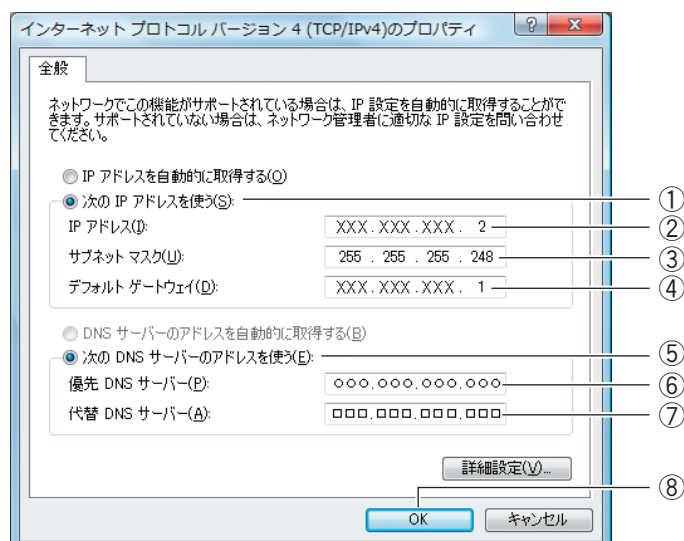 インターネット プロトコル バージョン 4 (TCP/IPv4)のプロパティ
全般
ネットワークでこの機能がサポートされている場合は、IP 設定を自動的に取得することがで
きます。サポートされていない場合は、ネットワーク管理者に適切な IP 設定を問い合わせ
てください。
IP アドレスを自動的に取得する(O)
次の IP アドレスを使う(S): ①
IP アドレス(I): XXX . XXX . XXX . 2 ②
サブネット マスク(U): 255 . 255 . 255 . 248 ③
デフォルト ゲートウェイ(D): XXX . XXX . XXX . 1 ④
DNS サーバーのアドレスを自動的に取得する(B)
次の DNS サーバーのアドレスを使う(E): ⑤
優先 DNS サーバー(P): ○○○.○○○.○○○.○○○ ⑥
代替 DNS サーバー(A): □□□.□□□.□□□.□□□ ⑦
詳細設定(V)...
⑧
OK キャンセル